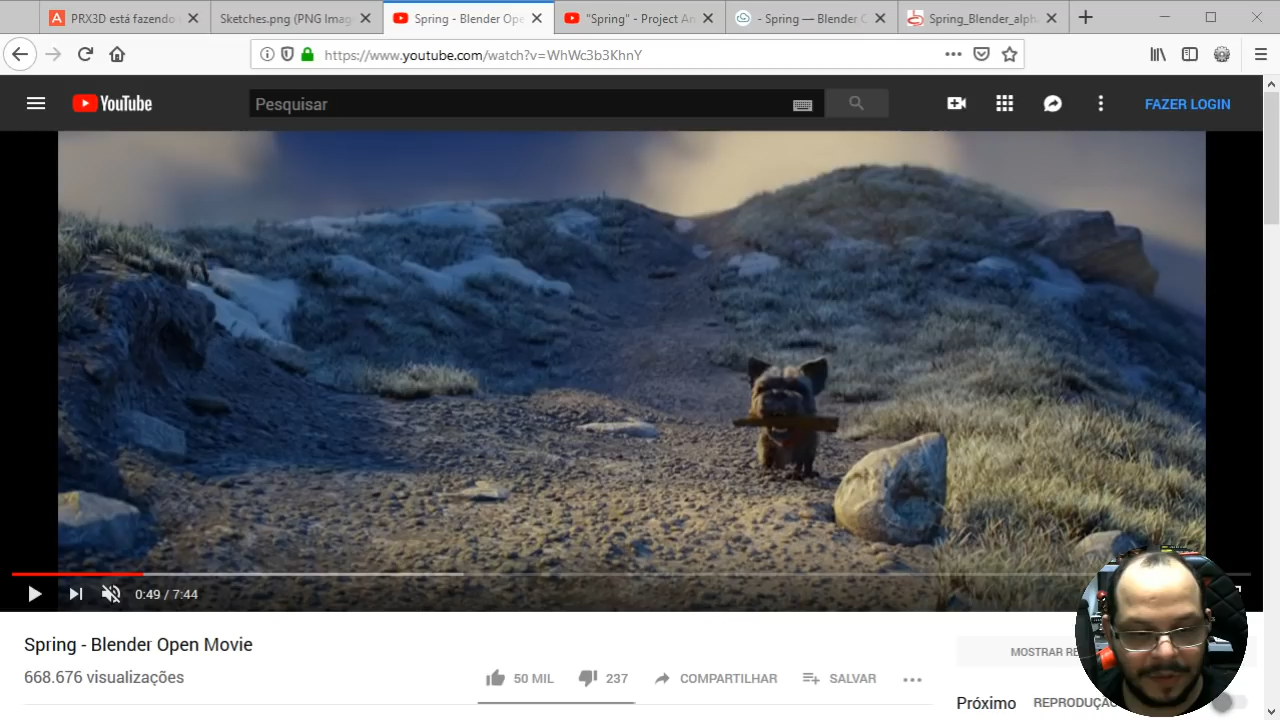 PRX3D está fazendo
Sketches.png (PNG Imag
Spring - Blender Ope
"Spring" - Project An
- Spring — Blender C
Spring_Blender_alph
https://www.youtube.com/watch?v=WhWc3b3KhnY
YouTube
Pesquisar
FAZER LOGIN
0:49 / 7:44
Spring - Blender Open Movie
668.676 visualizações
50 MIL
237
COMPARTILHAR
SALVAR
MOSTRAR RE
Próximo
REPRODUÇÃ